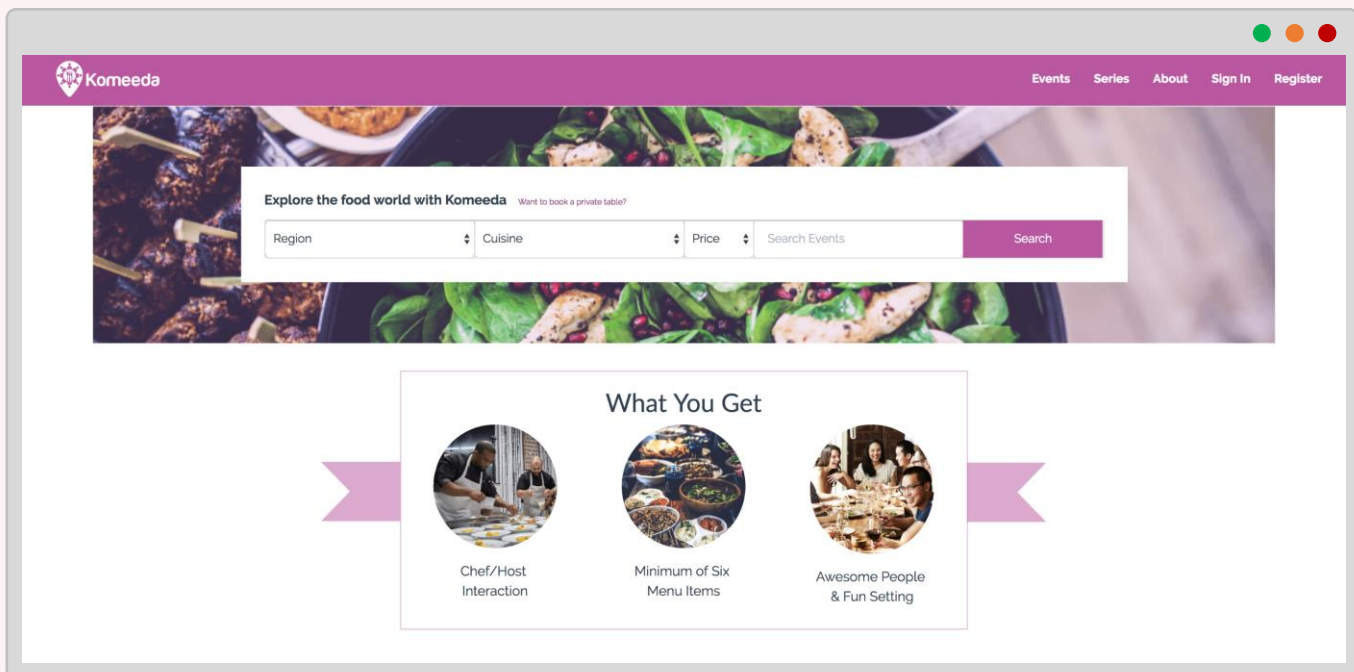 Komeeda
Events Series About Sign In Register
Explore the food world with Komeeda Want to book a private table?
Region Cuisine Price Search Events Search
What You Get
Chef/Host
Interaction
Minimum of Six
Menu Items
Awesome People
& Fun Setting